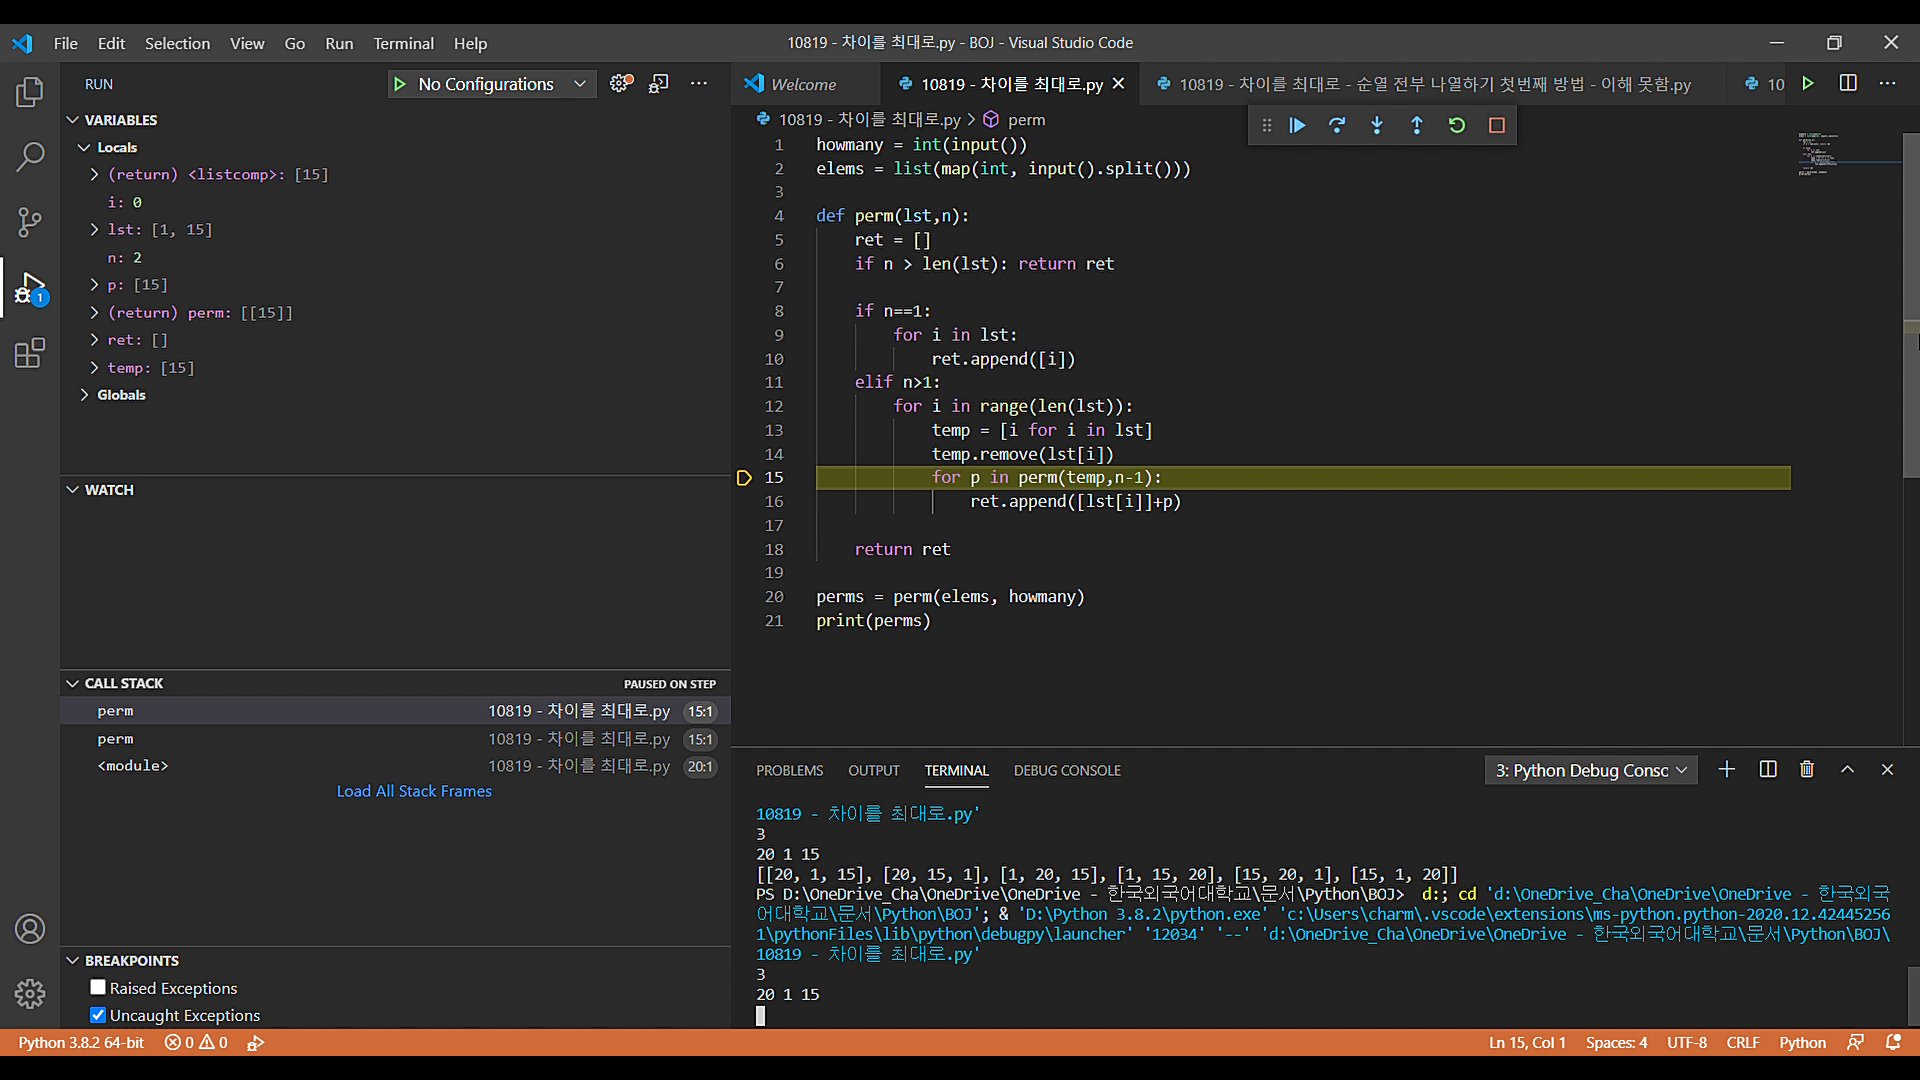 File Edit Selection View Go Run Terminal Help
10819 - 차이를 최대로.py - BOJ - Visual Studio Code
RUN
No Configurations
Welcome
10819 - 차이를 최대로.py
10819 - 차이를 최대로 - 순열 전부 나열하기 첫번째 방법 - 이해 못함.py
10
VARIABLES
Locals
(return) <listcomp>: [15]
i: 0
lst: [1, 15]
n: 2
p: [15]
(return) perm: [[15]]
ret: []
temp: [15]
Globals
WATCH
CALL STACK
PAUSED ON STEP
perm 10819 - 차이를 최대로.py 15:1
perm 10819 - 차이를 최대로.py 15:1
<module> 10819 - 차이를 최대로.py 20:1
Load All Stack Frames
BREAKPOINTS
Raised Exceptions
Uncaught Exceptions
1
10819 - 차이를 최대로.py > perm
1 howmany = int(input())
2 elems = list(map(int, input().split()))
3
4 def perm(lst,n):
5 ret = []
6 if n > len(lst): return ret
7
8 if n==1:
9 for i in lst:
10 ret.append([i])
11 elif n>1:
12 for i in range(len(lst)):
13 temp = [i for i in lst]
14 temp.remove(lst[i])
15 for p in perm(temp,n-1):
16 ret.append([lst[i]]+p)
17
18 return ret
19
20 perms = perm(elems, howmany)
21 print(perms)
PROBLEMS OUTPUT TERMINAL DEBUG CONSOLE
3: Python Debug Consc
10819 - 차이를 최대로.py'
3
20 1 15
[[20, 1, 15], [20, 15, 1], [1, 20, 15], [1, 15, 20], [15, 20, 1], [15, 1, 20]]
PS D:\OneDrive_Cha\OneDrive\OneDrive - 한국외국어대학교\문서\Python\BOJ> d:; cd 'd:\OneDrive_Cha\OneDrive\OneDrive - 한국외국
어대학교\문서\Python\BOJ'; & 'D:\Python 3.8.2\python.exe' 'c:\Users\charm\.vscode\extensions\ms-python.python-2020.12.42445256
1\pythonFiles\lib\python\debugpy\launcher' '12034' '--' 'd:\OneDrive_Cha\OneDrive\OneDrive - 한국외국어대학교\문서\Python\BOJ\
10819 - 차이를 최대로.py'
3
20 1 15
Python 3.8.2 64-bit 0 0
Ln 15, Col 1 Spaces: 4 UTF-8 CRLF Python